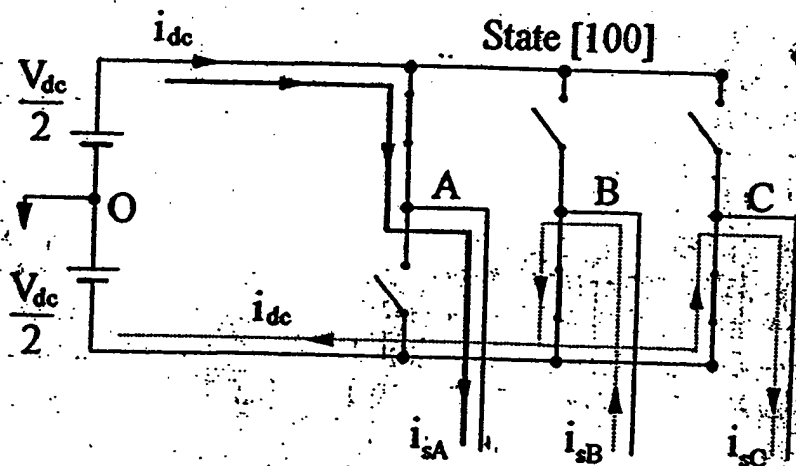 i_dc
State [100]
V_dc
2
A
B
C
O
V_dc
2
i_dc
i_sA
i_sB
i_sC